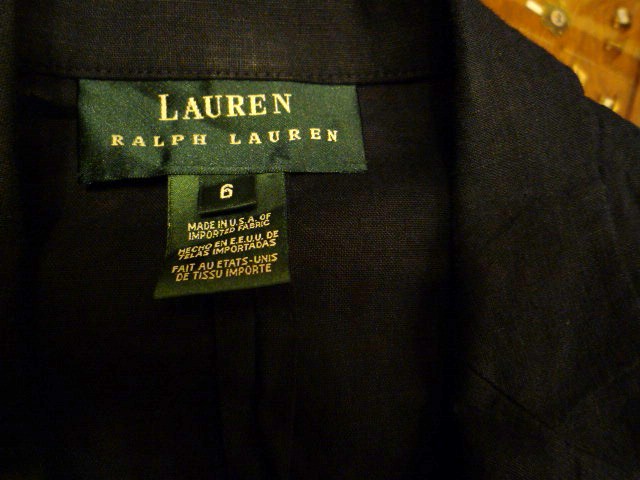 LAUREN
RALPH LAUREN
6
MADE IN U.S.A. OF
IMPORTED FABRIC
HECHO EN E.E.U.U. DE
TELAS IMPORTADAS
FAIT AU ETATS-UNIS
DE TISSU IMPORTE